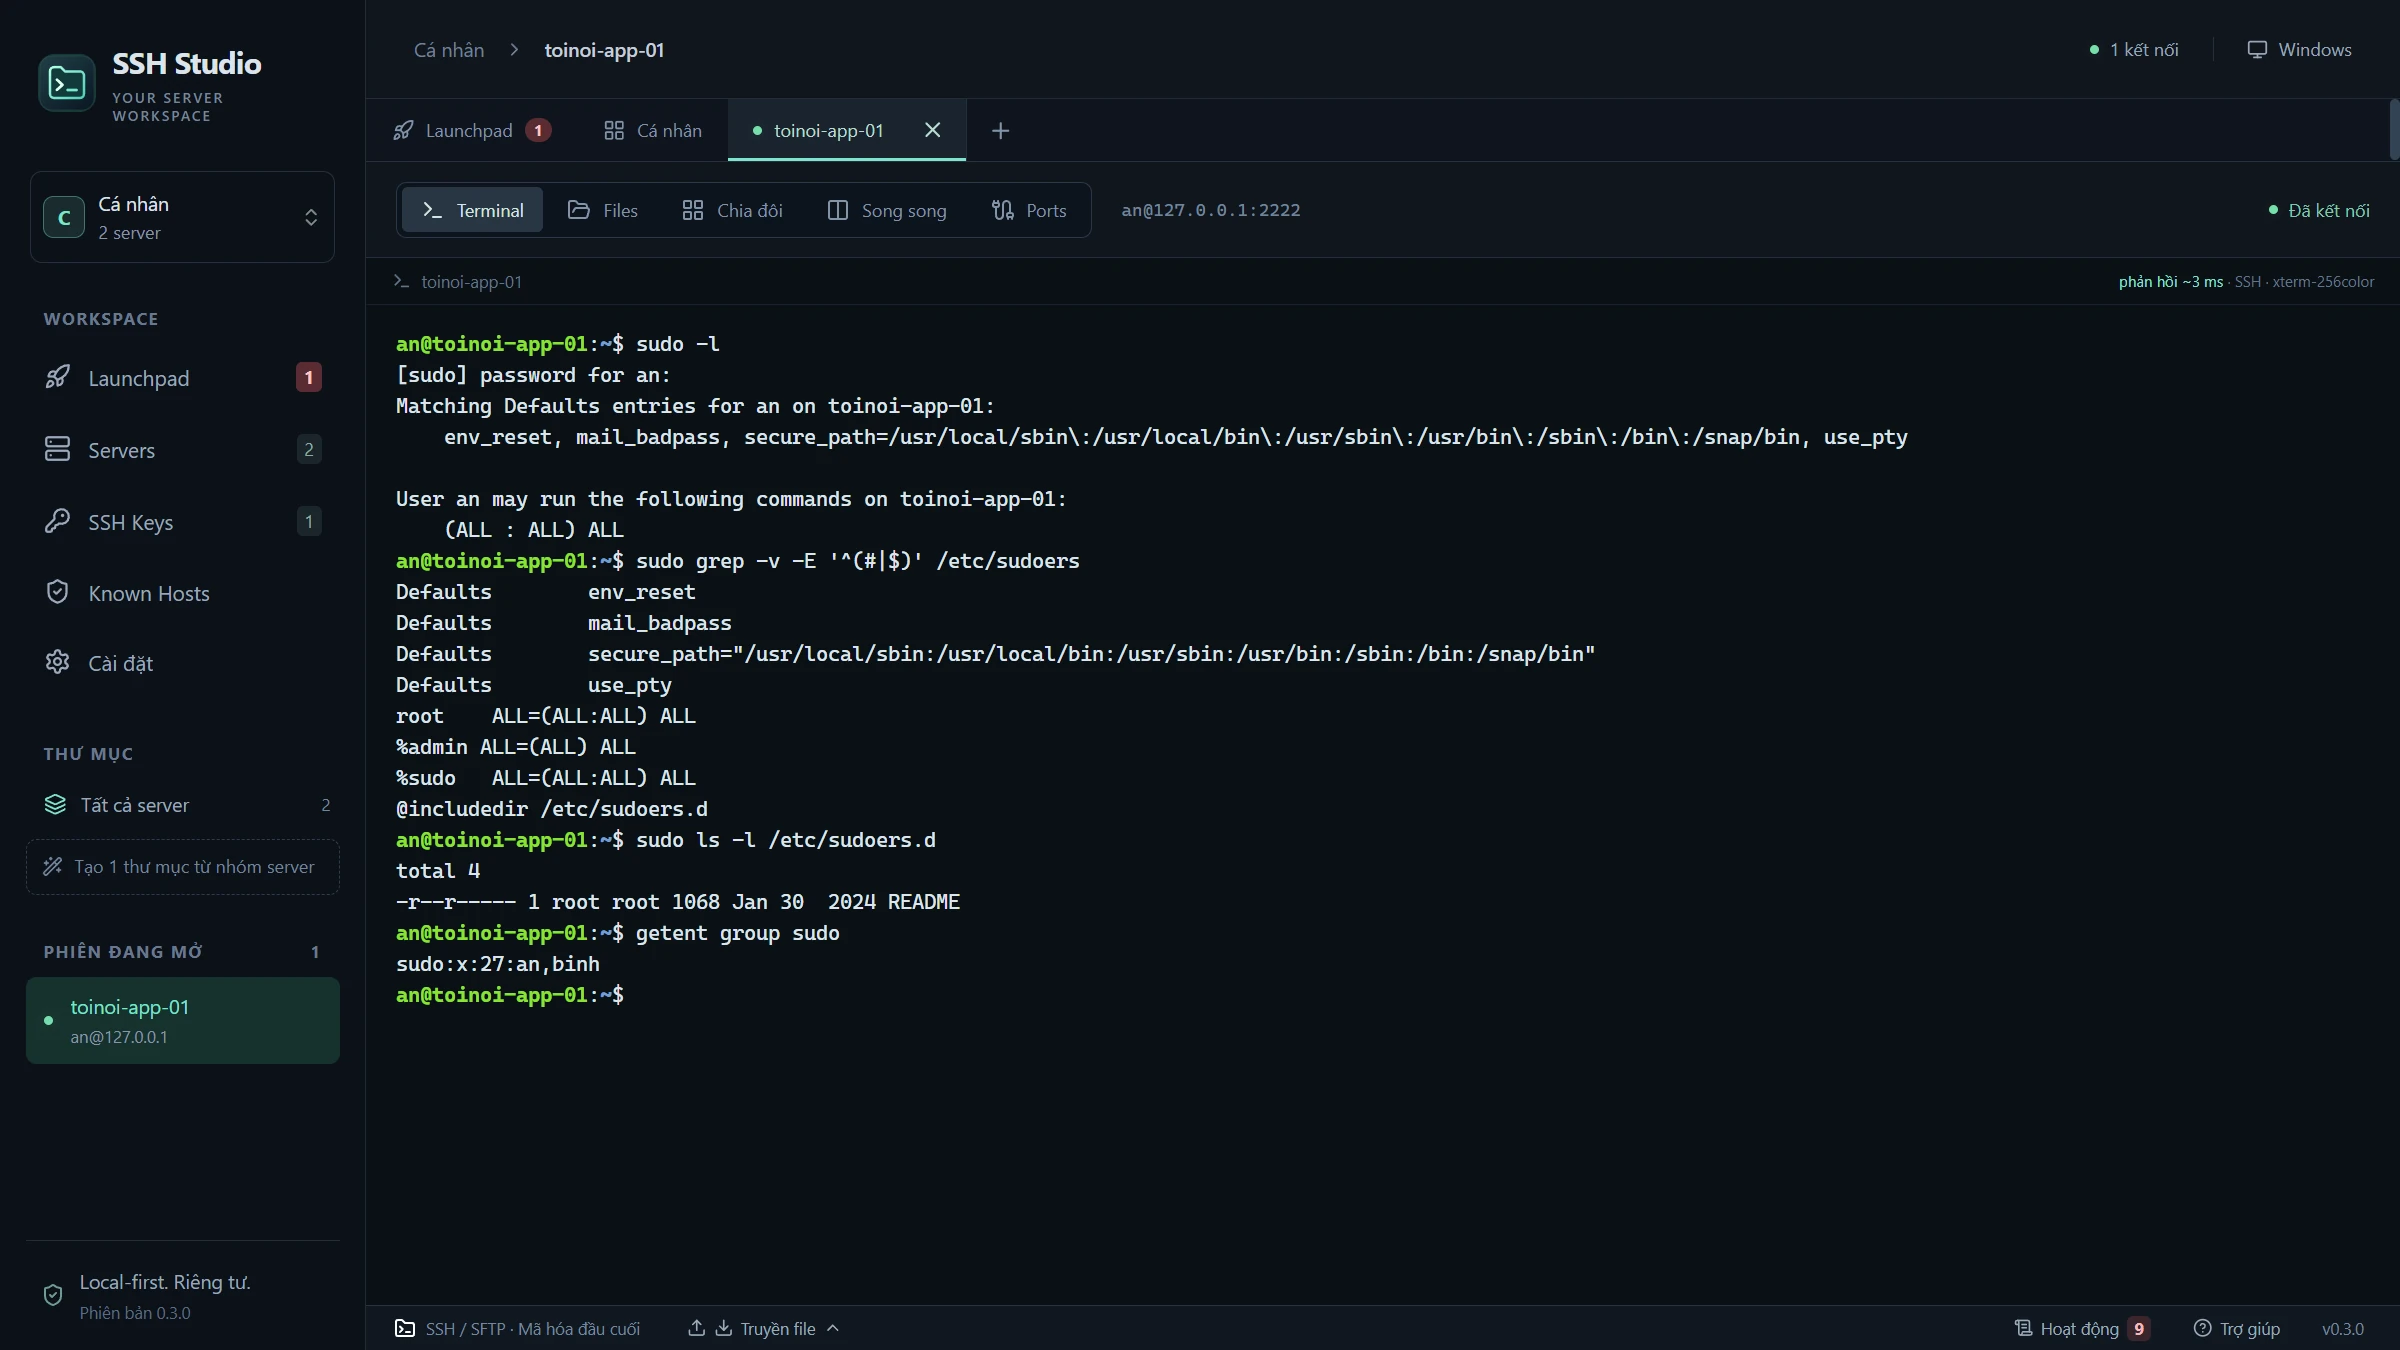 SSH Studio
YOUR SERVER
WORKSPACE
C
Cá nhân
2 server
WORKSPACE
Launchpad 1
Servers 2
SSH Keys 1
Known Hosts
Cài đặt
THƯ MỤC
Tất cả server 2
Tạo 1 thư mục từ nhóm server
PHIÊN ĐANG MỞ 1
toinoi-app-01
an@127.0.0.1
Local-first. Riêng tư.
Phiên bản 0.3.0
Cá nhân > toinoi-app-01
1 kết nối
Windows
Launchpad 1
Cá nhân
toinoi-app-01
Terminal
Files
Chia đôi
Song song
Ports
an@127.0.0.1:2222
Đã kết nối
toinoi-app-01
phản hồi ~3 ms · SSH · xterm-256color
an@toinoi-app-01:~$ sudo -l
[sudo] password for an:
Matching Defaults entries for an on toinoi-app-01:
    env_reset, mail_badpass, secure_path=/usr/local/sbin\:/usr/local/bin\:/usr/sbin\:/usr/bin\:/sbin\:/bin\:/snap/bin, use_pty

User an may run the following commands on toinoi-app-01:
    (ALL : ALL) ALL
an@toinoi-app-01:~$ sudo grep -v -E '^(#|$)' /etc/sudoers
Defaults        env_reset
Defaults        mail_badpass
Defaults        secure_path="/usr/local/sbin:/usr/local/bin:/usr/sbin:/usr/bin:/sbin:/bin:/snap/bin"
Defaults        use_pty
root    ALL=(ALL:ALL) ALL
%admin ALL=(ALL) ALL
%sudo   ALL=(ALL:ALL) ALL
@includedir /etc/sudoers.d
an@toinoi-app-01:~$ sudo ls -l /etc/sudoers.d
total 4
-r--r----- 1 root root 1068 Jan 30  2024 README
an@toinoi-app-01:~$ getent group sudo
sudo:x:27:an,binh
an@toinoi-app-01:~$
SSH / SFTP · Mã hóa đầu cuối
Truyền file
Hoạt động 9
Trợ giúp
v0.3.0